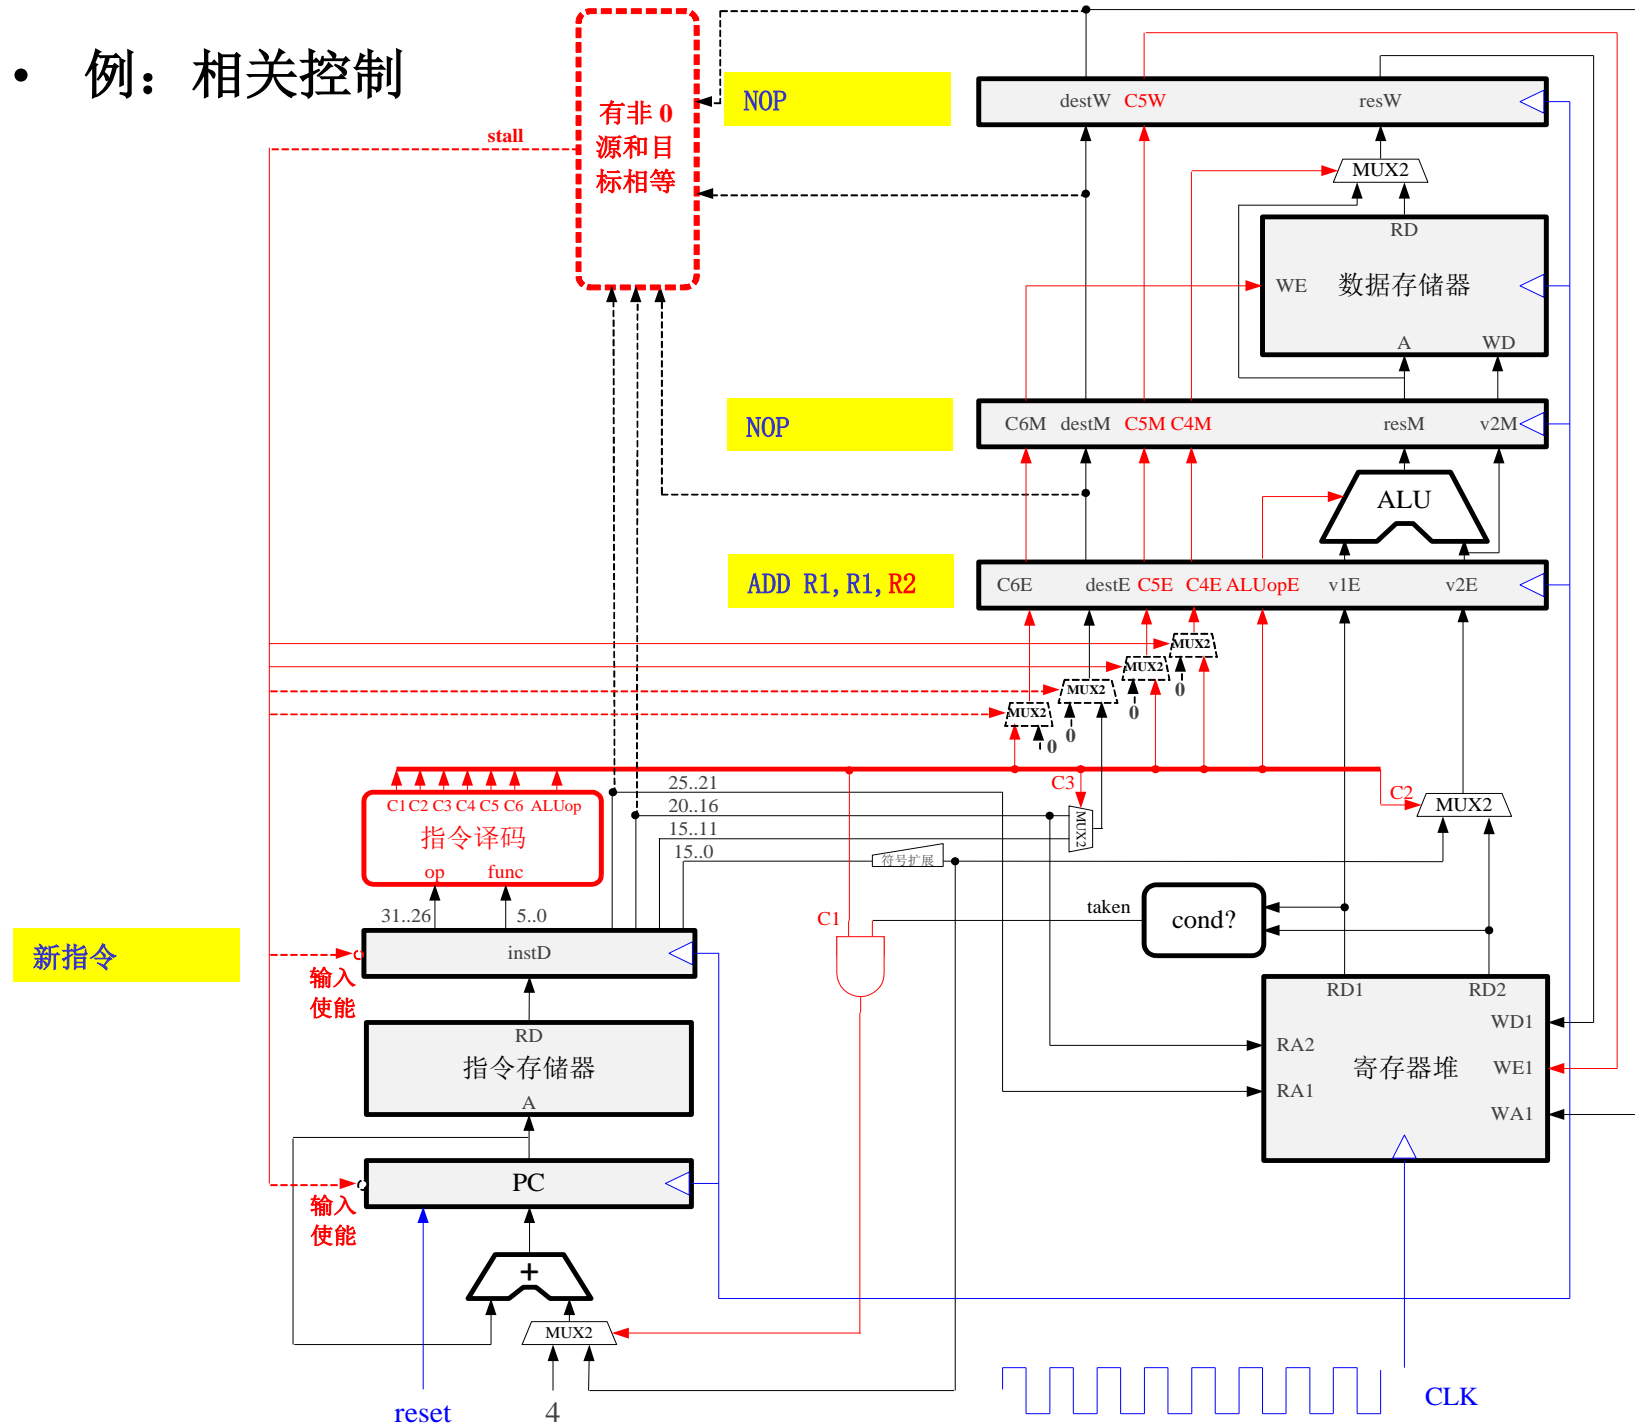 • 例：相关控制
NOP
destW C5W resW
有非 0
源和目
标相等
stall
MUX2
RD
WE 数据存储器
A WD
NOP
C6M destM C5M C4M resM v2M
ALU
ADD R1, R1, R2
C6E destE C5E C4E ALUopE v1E v2E
MUX2
MUX2
0
MUX2
0
MUX2
0
0
C3
C2
25..21
20..16
15..11
15..0
MUX2
MUX2
C1 C2 C3 C4 C5 C6 ALUop
指令译码
op func
符号扩展
31..26 5..0
C1
taken
cond?
新指令
instD
输入
使能
RD1 RD2
RD
指令存储器
A
WD1
RA2
寄存器堆 WE1
RA1
WA1
PC
输入
使能
+
MUX2
reset
4
CLK